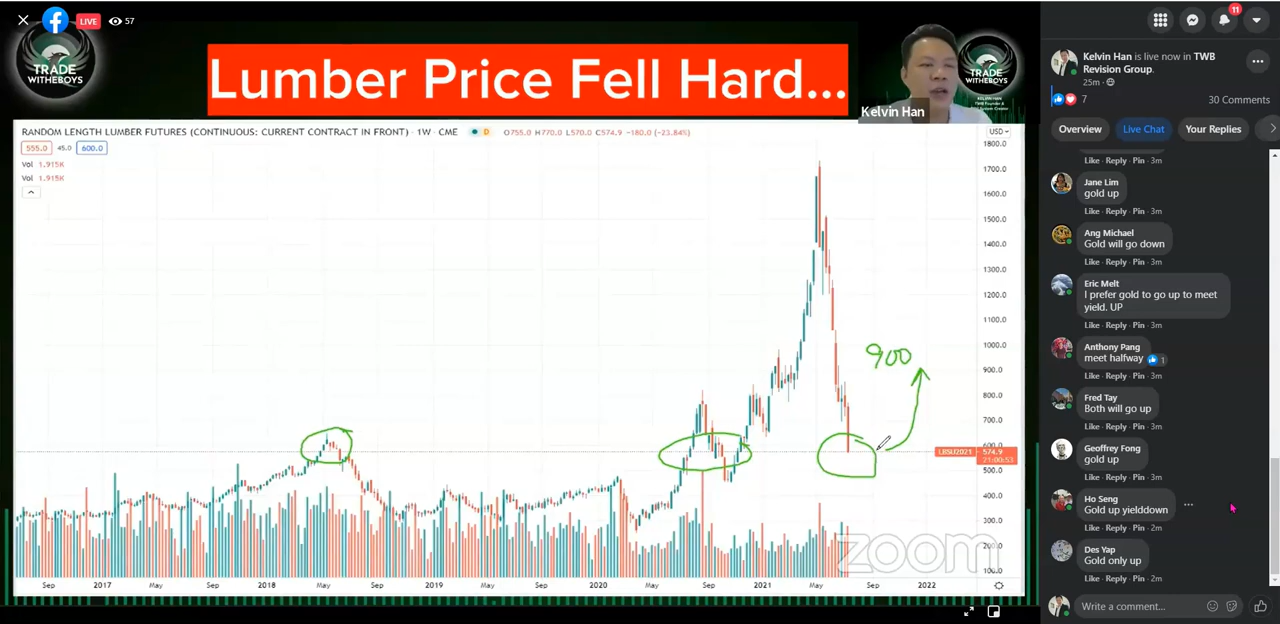 LIVE
57
TRADE
WITHEBOYS
Lumber Price Fell Hard...
TRADE
WITHEBOYS
KELVIN HAN
Kelvin Han
RANDOM LENGTH LUMBER FUTURES (CONTINUOUS: CURRENT CONTRACT IN FRONT) · 1W · CME
D
O755.0 H770.0 L570.0 C574.9 −180.0 (−23.84%)
USD
555.0 45.0 600.0
Vol 1.915K
Vol 1.915K
1800.0
1700.0
1600.0
1500.0
1400.0
1300.0
1200.0
1100.0
1000.0
900.0
800.0
700.0
600.0
500.0
400.0
300.0
200.0
100.0
900
LBSU2021 574.9
21:00:53
zoom
Sep 2017 May Sep 2018 May Sep 2019 May Sep 2020 May Sep 2021 May Sep 2022
11
Kelvin Han is live now in TWB
Revision Group.
25m ·
7
30 Comments
Overview
Live Chat
Your Replies
Like · Reply · Pin · 3m
Jane Lim
gold up
Like · Reply · Pin · 3m
Ang Michael
Gold will go down
Like · Reply · Pin · 3m
Eric Melt
I prefer gold to go up to meet
yield. UP
Like · Reply · Pin · 3m
Anthony Pang
meet halfway
1
Like · Reply · Pin · 3m
Fred Tay
Both will go up
Like · Reply · Pin · 3m
Geoffrey Fong
gold up
Like · Reply · Pin · 3m
Ho Seng
Gold up yielddown
Like · Reply · Pin · 2m
Des Yap
Gold only up
Like · Reply · Pin · 2m
Write a comment...